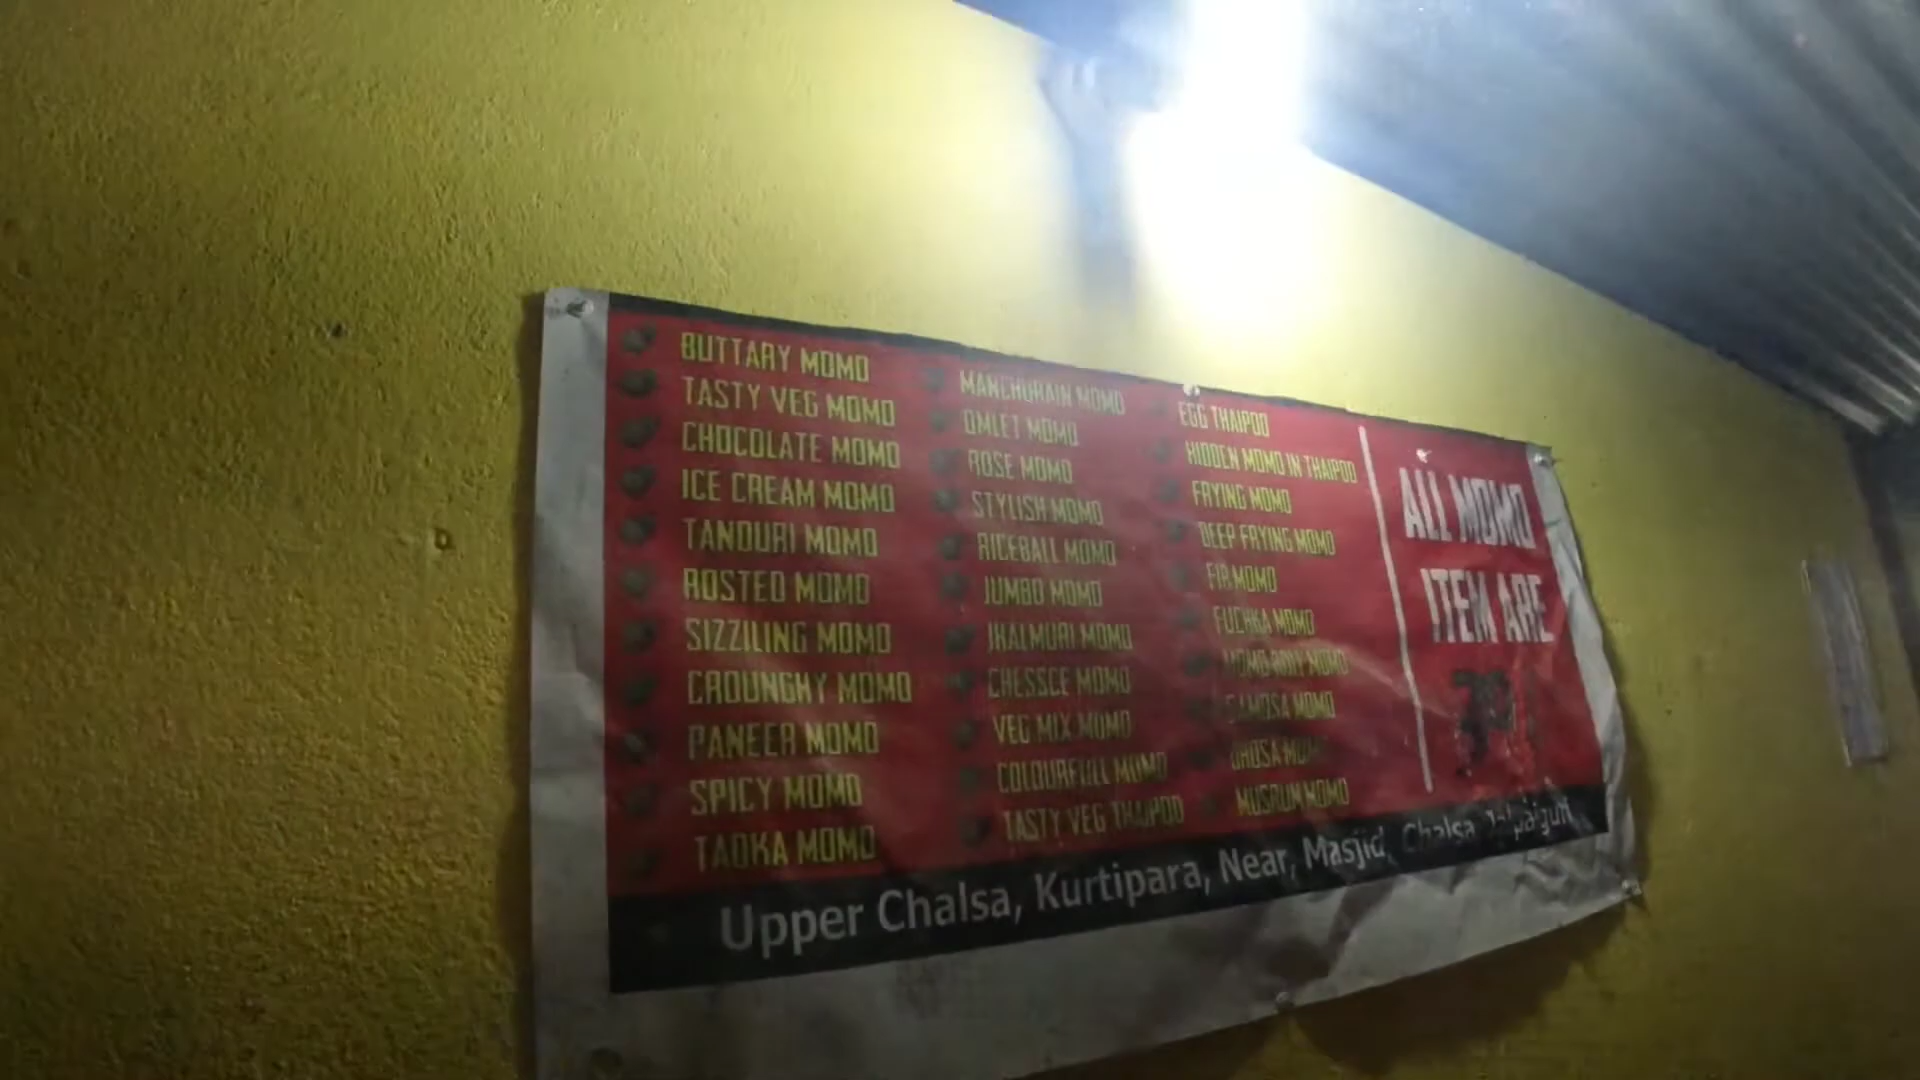 BUTTARY MOMO
TASTY VEG MOMO
CHOCOLATE MOMO
ICE CREAM MOMO
TANDURI MOMO
ROSTED MOMO
SIZZILING MOMO
CROUNGHY MOMO
PANEER MOMO
SPICY MOMO
TADKA MOMO
MANCHURAIN MOMO
OMLET MOMO
ROSE MOMO
STYLISH MOMO
RICEBALL MOMO
JUMBO MOMO
JHALMURI MOMO
CHESSCE MOMO
VEG MIX MOMO
COLOURFULL MOMO
TASTY VEG THAIPOO
EGG THAIPOO
HIDDEN MOMO IN THAIPOO
FRYING MOMO
DEEP FRYING MOMO
MOMO
FUCHKA MOMO
MOMO
SAMOSA MOMO
DHOSA MOMO
MUSRUM MOMO
ALL MOMO
ITEM ARE
Upper Chalsa, Kurtipara, Near, Masjid, Chalsa Jalpaiguri